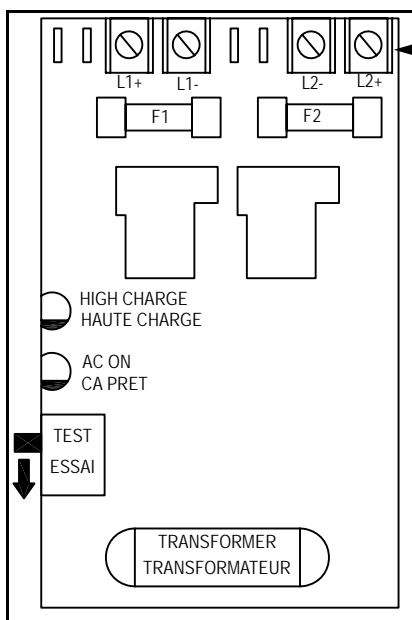 L1+ L1- L2- L2+
F1 F2
HIGH CHARGE
HAUTE CHARGE
AC ON
CA PRET
TEST
ESSAI
TRANSFORMER
TRANSFORMATEUR